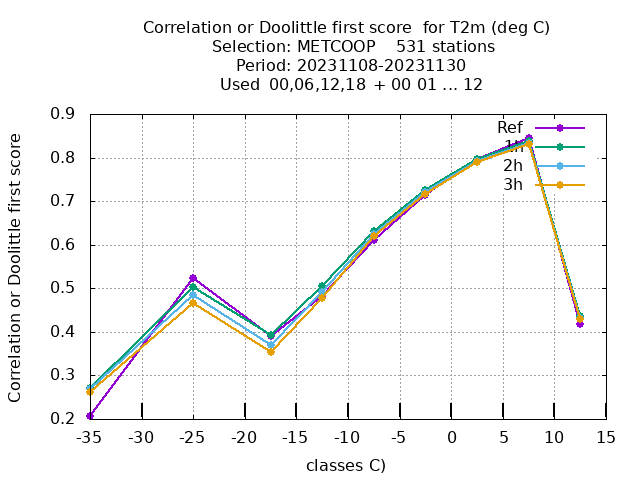 Correlation or Doolittle first score  for T2m (deg C)
Selection: METCOOP    531 stations
Period: 20231108-20231130
Used  00,06,12,18  + 00 01 ... 12
Correlation or Doolittle first score
0.9
0.8
0.7
0.6
0.5
0.4
0.3
0.2
Ref
1h
2h
3h
-35 -30 -25 -20 -15 -10 -5 0 5 10 15
classes C)